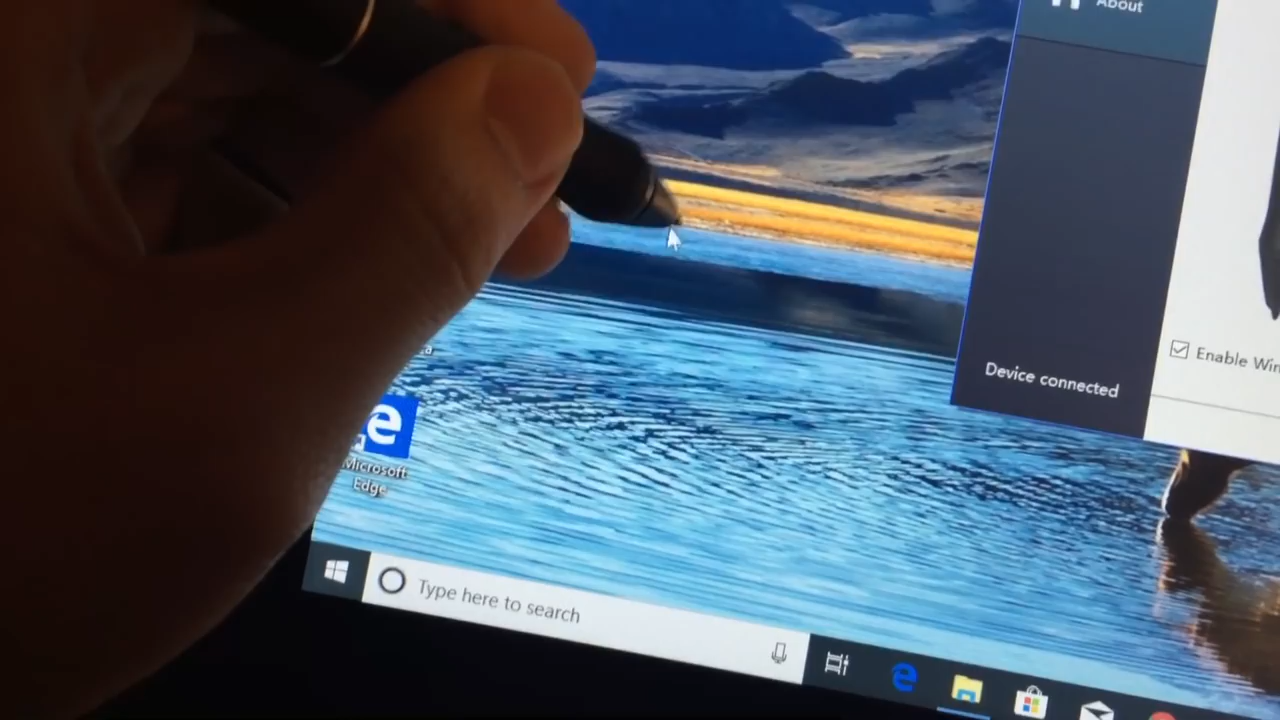 About
Device connected
Enable Win
Microsoft
Edge
Type here to search